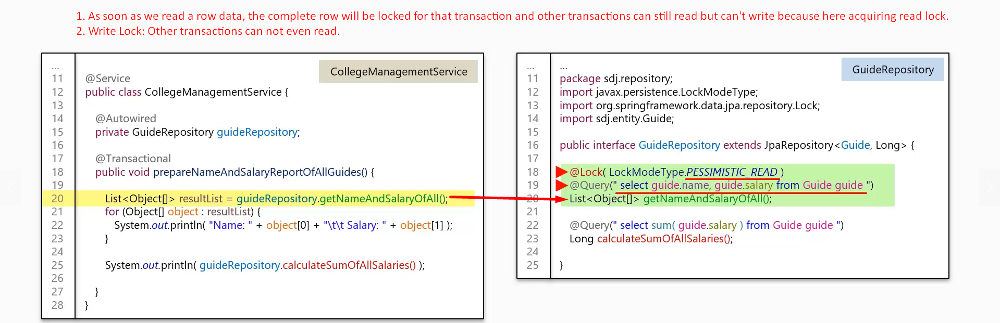 1. As soon as we read a row data, the complete row will be locked for that transaction and other transactions can still read but can't write because here acquiring read lock.
2. Write Lock: Other transactions can not even read.
CollegeManagementService
...
11 @Service
12 public class CollegeManagementService {
13
14 @Autowired
15 private GuideRepository guideRepository;
16
17 @Transactional
18 public void prepareNameAndSalaryReportOfAllGuides() {
19
20 List<Object[]> resultList = guideRepository.getNameAndSalaryOfAll();
21 for (Object[] object : resultList) {
22 System.out.println( "Name: " + object[0] + "\t\t Salary: " + object[1] );
23 }
24
25 System.out.println( guideRepository.calculateSumOfAllSalaries() );
26
27 }
28 }
GuideRepository
... ...
11 package sdj.repository;
12 import javax.persistence.LockModeType;
13 import org.springframework.data.jpa.repository.Lock;
14 import sdj.entity.Guide;
15
16 public interface GuideRepository extends JpaRepository<Guide, Long> {
17
18 @Lock( LockModeType.PESSIMISTIC_READ )
19 @Query(" select guide.name, guide.salary from Guide guide ")
20 List<Object[]> getNameAndSalaryOfAll();
21
22 @Query(" select sum( guide.salary ) from Guide guide ")
23 Long calculateSumOfAllSalaries();
24
25 }